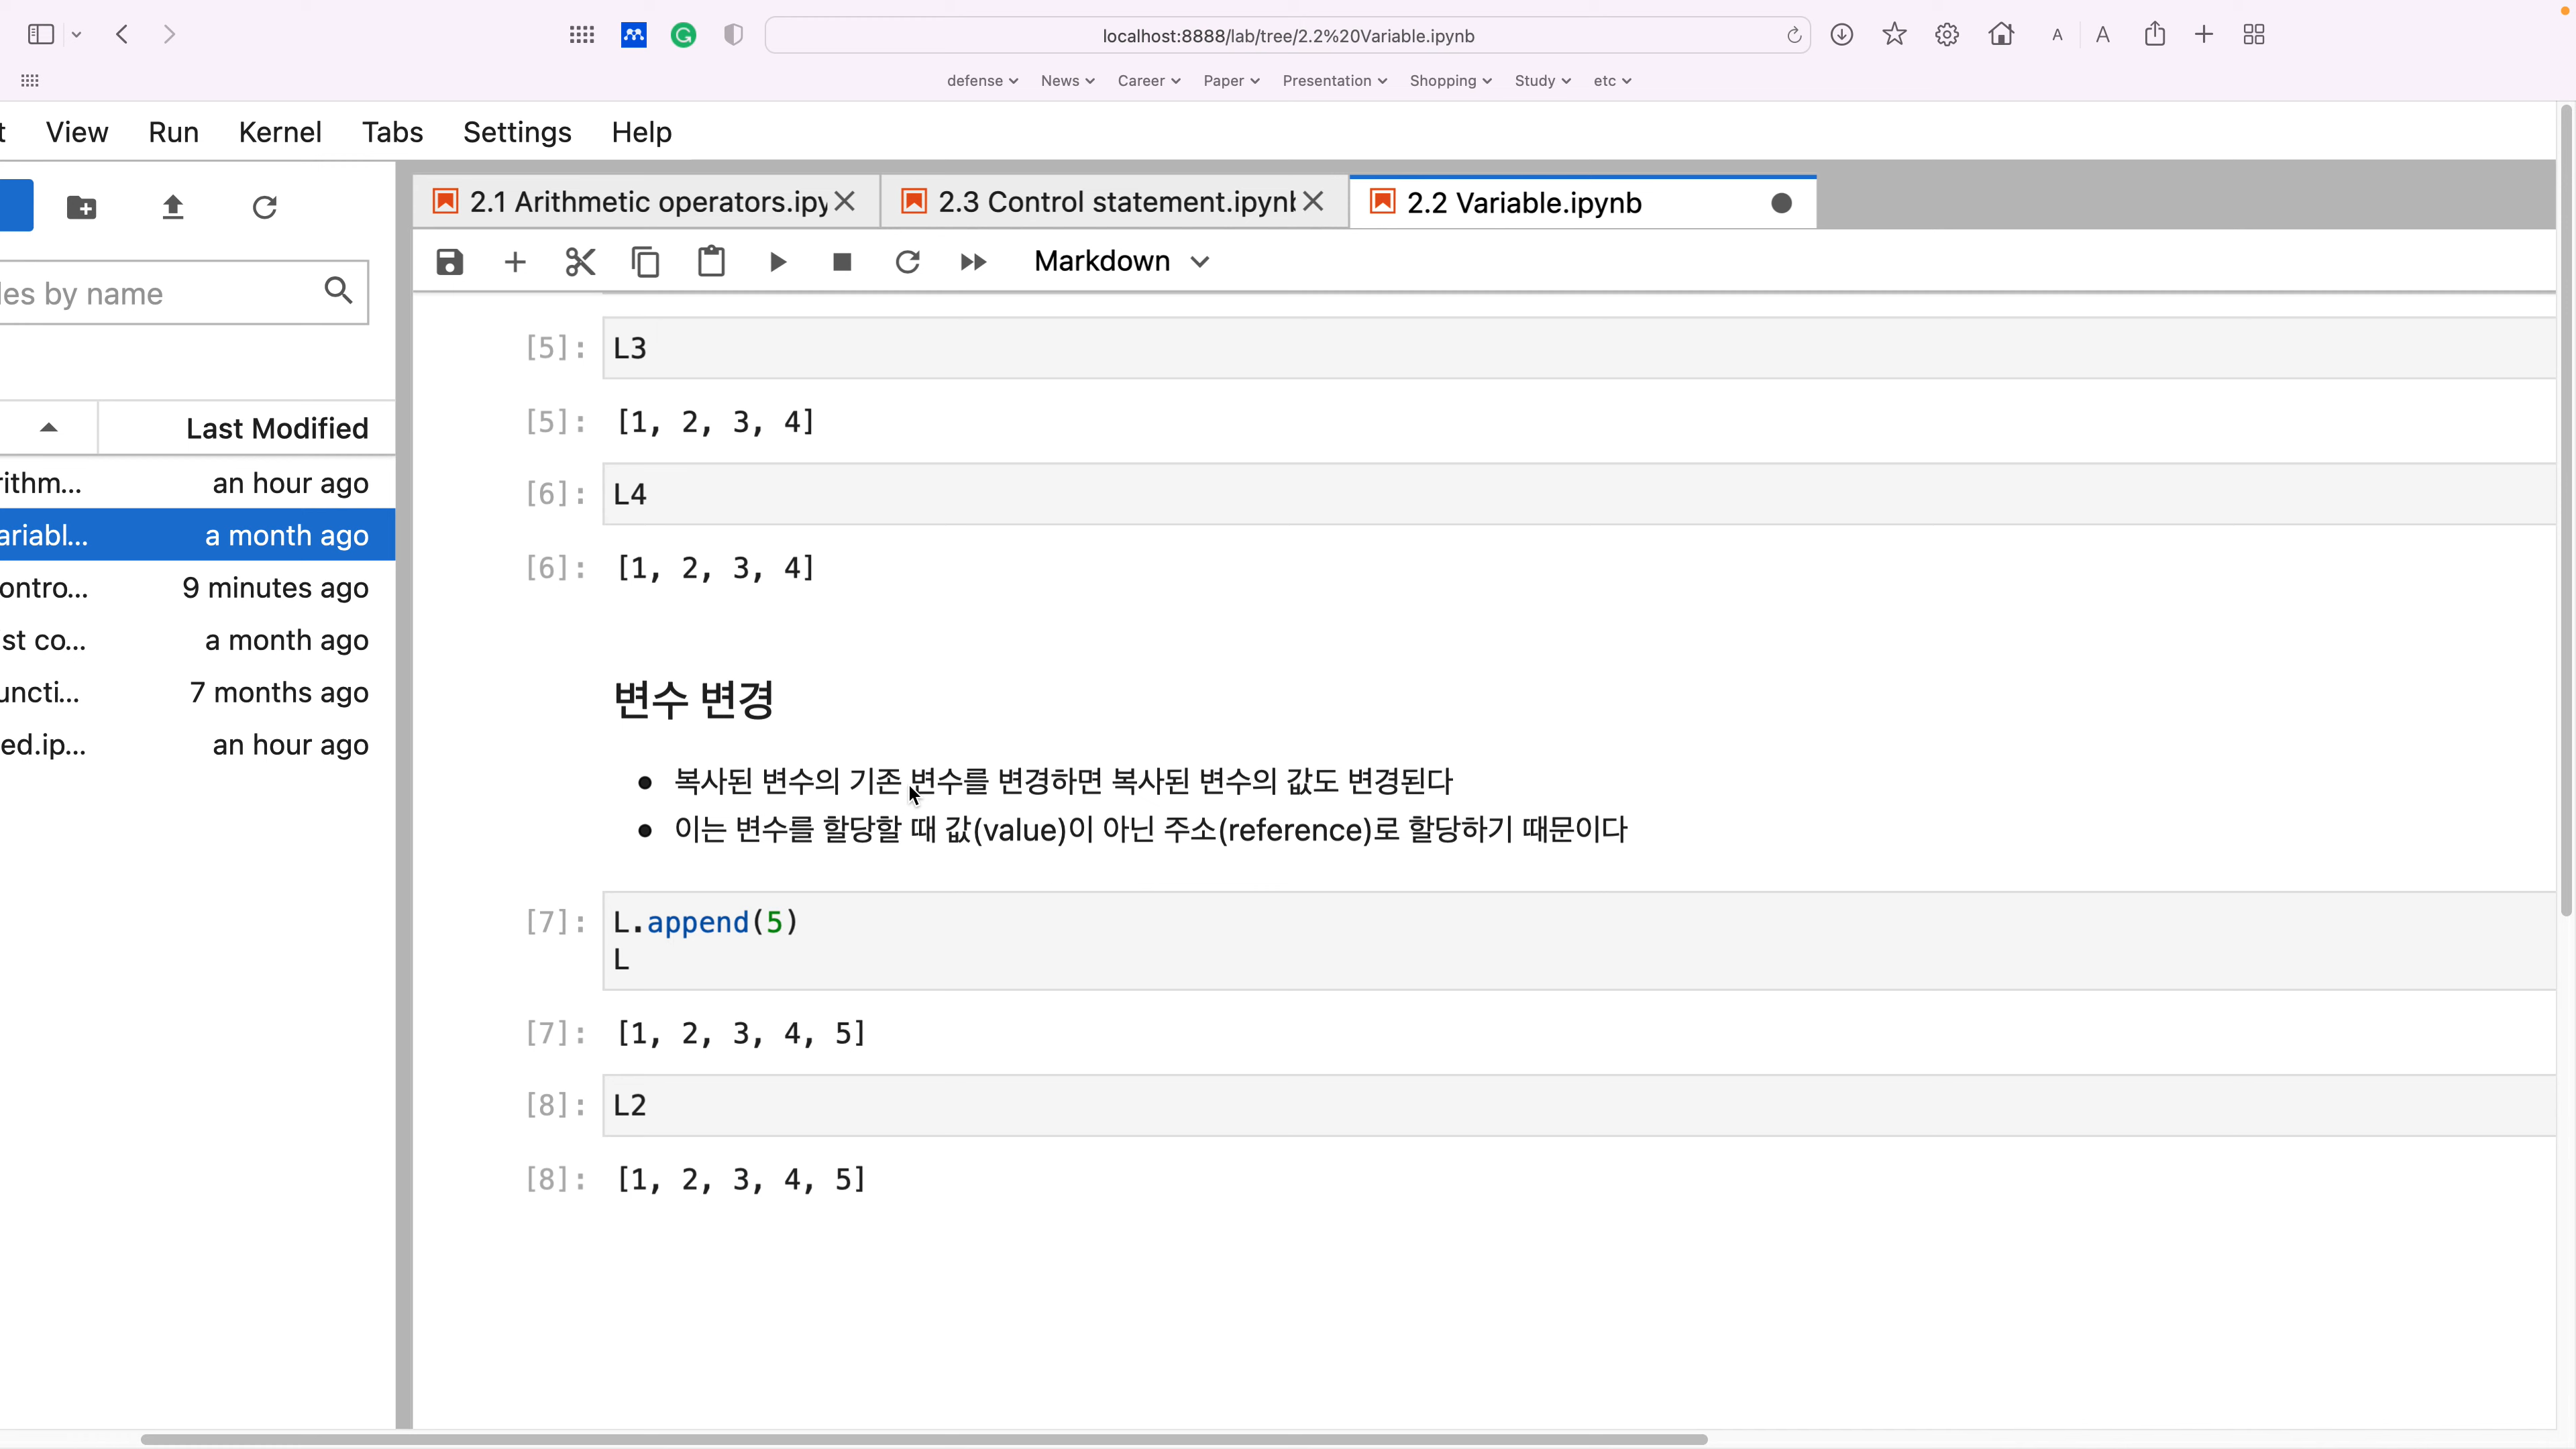 localhost:8888/lab/tree/2.2%20Variable.ipynb
A A
defense News Career Paper Presentation Shopping Study etc
t View Run Kernel Tabs Settings Help
2.1 Arithmetic operators.ipy
2.3 Control statement.ipynb
2.2 Variable.ipynb
Markdown
les by name
Last Modified
rithm... an hour ago
ariabl... a month ago
ontro... 9 minutes ago
st co... a month ago
uncti... 7 months ago
ed.ip... an hour ago
[5]: L3
[5]: [1, 2, 3, 4]
[6]: L4
[6]: [1, 2, 3, 4]
변수 변경
• 복사된 변수의 기존 변수를 변경하면 복사된 변수의 값도 변경된다
• 이는 변수를 할당할 때 값(value)이 아닌 주소(reference)로 할당하기 때문이다
[7]: L.append(5)
L
[7]: [1, 2, 3, 4, 5]
[8]: L2
[8]: [1, 2, 3, 4, 5]